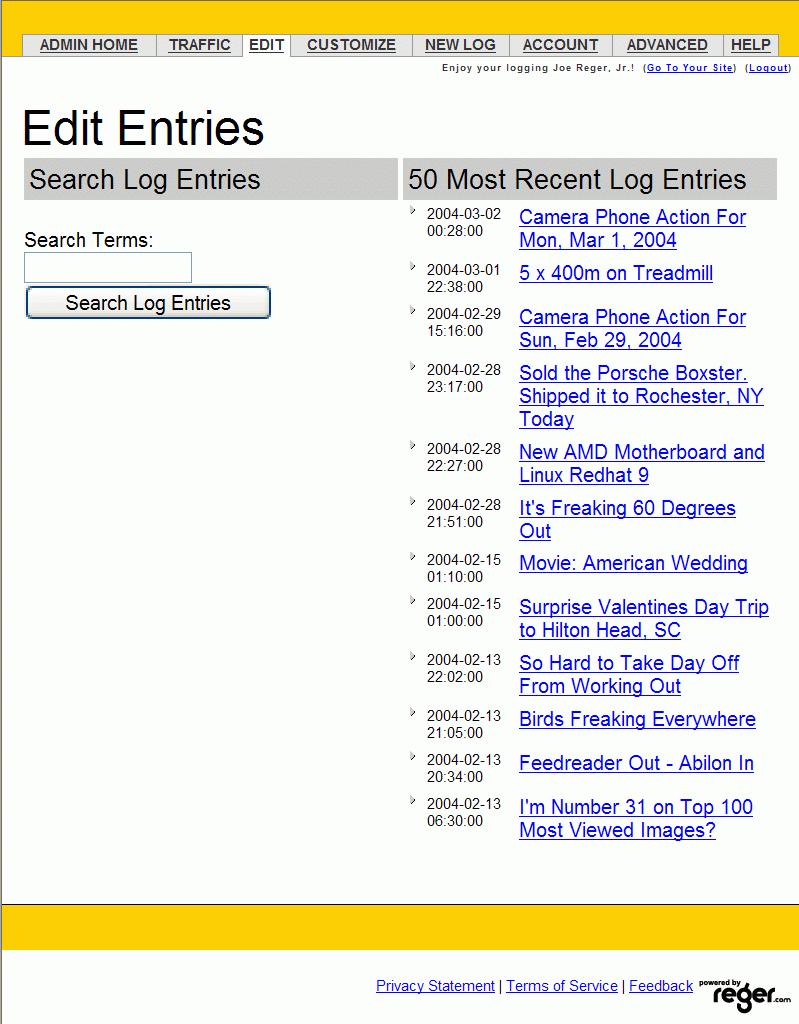 ADMIN HOME TRAFFIC EDIT CUSTOMIZE NEW LOG ACCOUNT ADVANCED HELP
Enjoy your logging Joe Reger, Jr.! (Go To Your Site) (Logout)
Edit Entries
Search Log Entries
Search Terms:
Search Log Entries
50 Most Recent Log Entries
2004-03-02
00:28:00
Camera Phone Action For
Mon, Mar 1, 2004
2004-03-01
22:38:00
5 x 400m on Treadmill
2004-02-29
15:16:00
Camera Phone Action For
Sun, Feb 29, 2004
2004-02-28
23:17:00
Sold the Porsche Boxster.
Shipped it to Rochester, NY
Today
2004-02-28
22:27:00
New AMD Motherboard and
Linux Redhat 9
2004-02-28
21:51:00
It's Freaking 60 Degrees
Out
2004-02-15
01:10:00
Movie: American Wedding
2004-02-15
01:00:00
Surprise Valentines Day Trip
to Hilton Head, SC
2004-02-13
22:02:00
So Hard to Take Day Off
From Working Out
2004-02-13
21:05:00
Birds Freaking Everywhere
2004-02-13
20:34:00
Feedreader Out - Abilon In
2004-02-13
06:30:00
I'm Number 31 on Top 100
Most Viewed Images?
Privacy Statement | Terms of Service | Feedback
powered by
reger.com